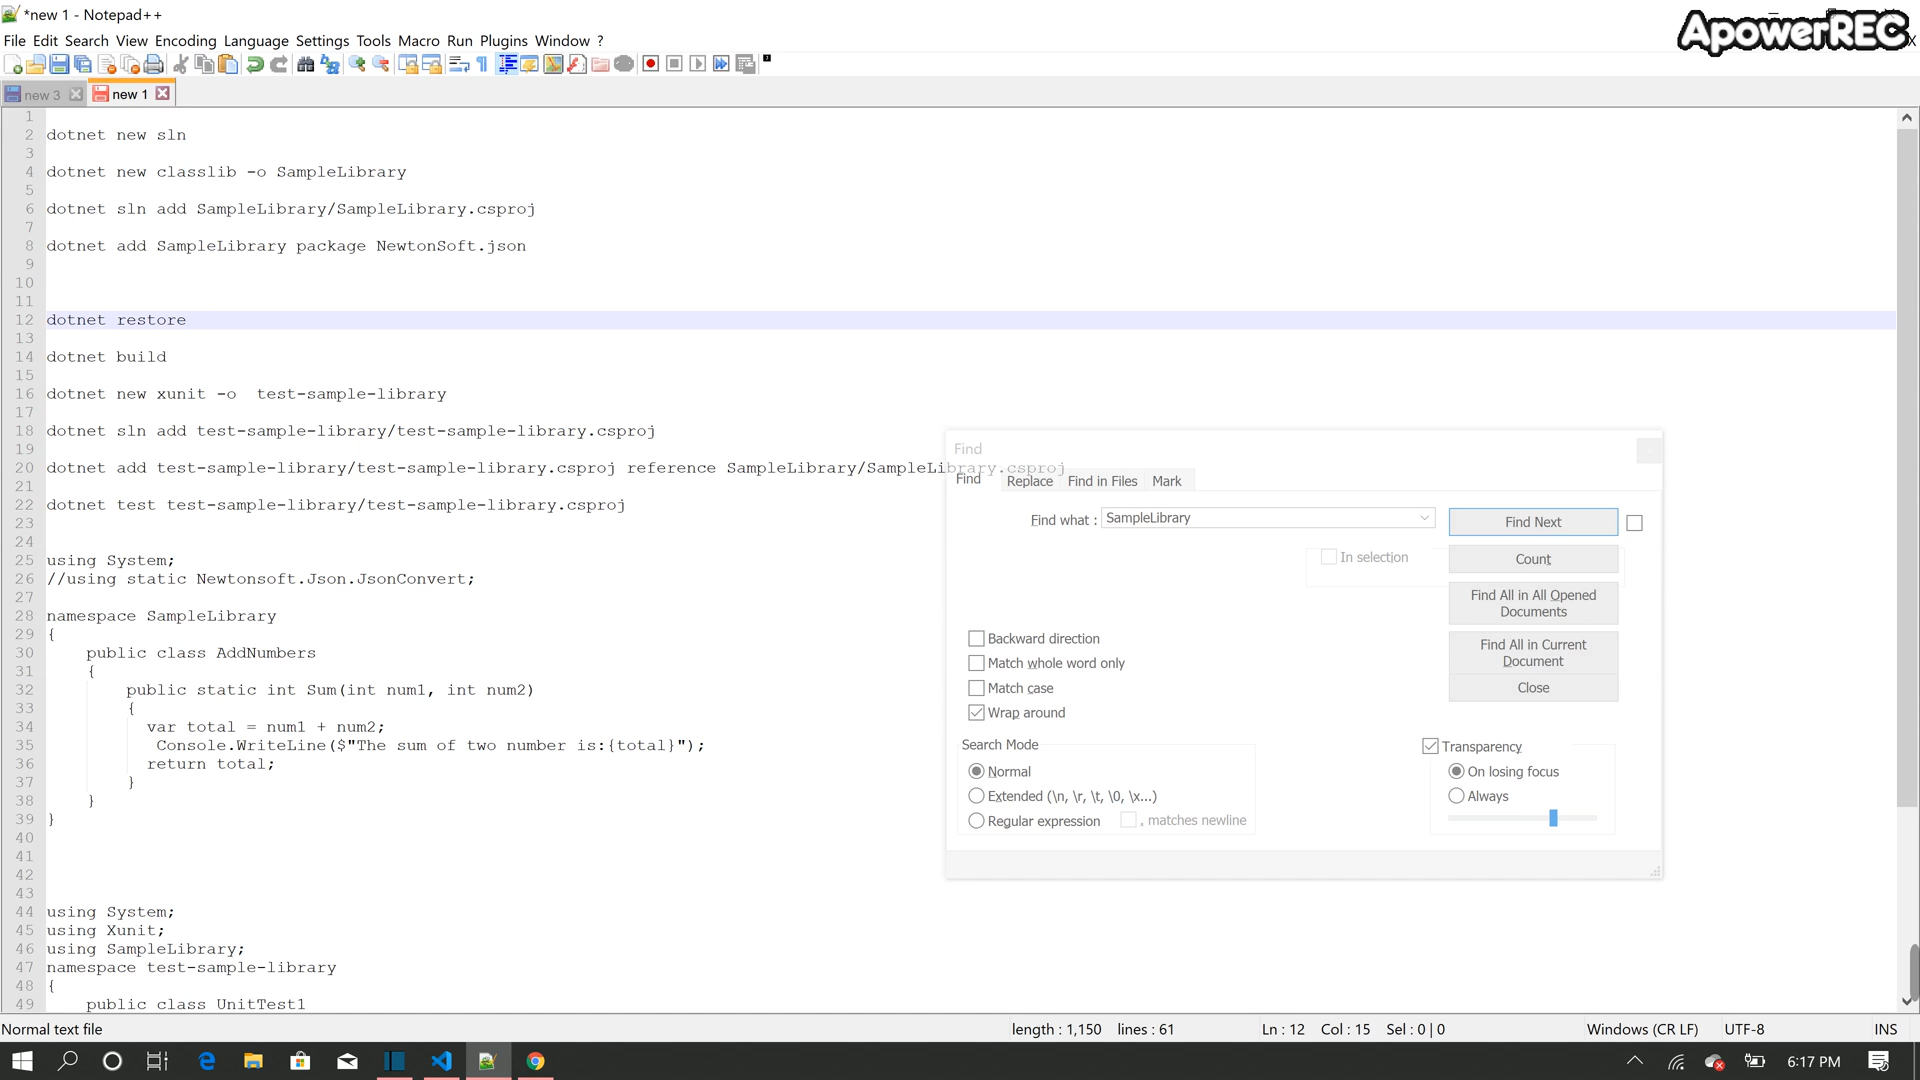 *new 1 - Notepad++
ApowerREC
File Edit Search View Encoding Language Settings Tools Macro Run Plugins Window ?
new 3 new 1
1
2 dotnet new sln
3
4 dotnet new classlib -o SampleLibrary
5
6 dotnet sln add SampleLibrary/SampleLibrary.csproj
7
8 dotnet add SampleLibrary package NewtonSoft.json
9
10
11
12 dotnet restore
13
14 dotnet build
15
16 dotnet new xunit -o  test-sample-library
17
18 dotnet sln add test-sample-library/test-sample-library.csproj
19
20 dotnet add test-sample-library/test-sample-library.csproj reference SampleLibrary/SampleLibrary.csproj
21
22 dotnet test test-sample-library/test-sample-library.csproj
23
24
25 using System;
26 //using static Newtonsoft.Json.JsonConvert;
27
28 namespace SampleLibrary
29 {
30     public class AddNumbers
31     {
32         public static int Sum(int num1, int num2)
33         {
34           var total = num1 + num2;
35            Console.WriteLine($"The sum of two number is:{total}");
36           return total;
37         }
38     }
39 }
40
41
42
43
44 using System;
45 using Xunit;
46 using SampleLibrary;
47 namespace test-sample-library
48 {
49     public class UnitTest1
Find
Find Replace Find in Files Mark
Find what : SampleLibrary
Find Next
In selection
Count
Find All in All Opened
Documents
Find All in Current
Document
Close
Backward direction
Match whole word only
Match case
Wrap around
Search Mode
Normal
Extended (\n, \r, \t, \0, \x...)
Regular expression . matches newline
Transparency
On losing focus
Always
Normal text file length : 1,150 lines : 61 Ln : 12 Col : 15 Sel : 0 | 0 Windows (CR LF) UTF-8 INS
6:17 PM